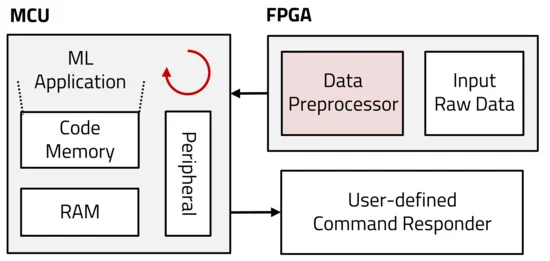 MCU
ML
Application
Code
Memory
RAM
Peripheral
FPGA
Data
Preprocessor
Input
Raw Data
User-defined
Command Responder